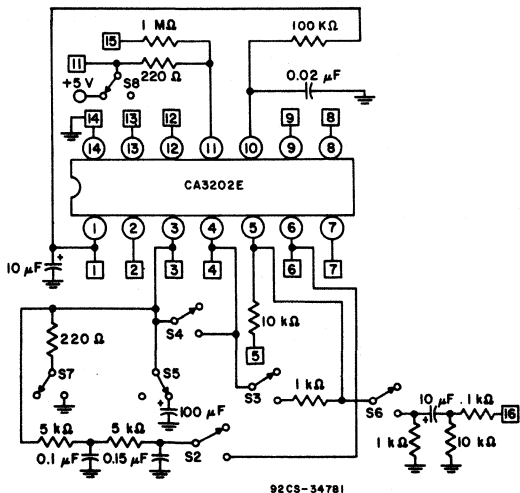 15
1 MΩ
100 KΩ
11
220 Ω
+5 V
S8
0.02 µF
14
13
12
9
8
14
13
12
11
10
9
8
CA3202E
1
2
3
4
5
6
7
10 µF
+
1
2
3
4
6
7
220 Ω
S4
10 kΩ
5
S7
S5
+
100 µF
S3
1 kΩ
S6
10 µF
+
.1 kΩ
16
5 kΩ
5 kΩ
0.1 µF
0.15 µF
S2
1 kΩ
10 kΩ
92CS-34781